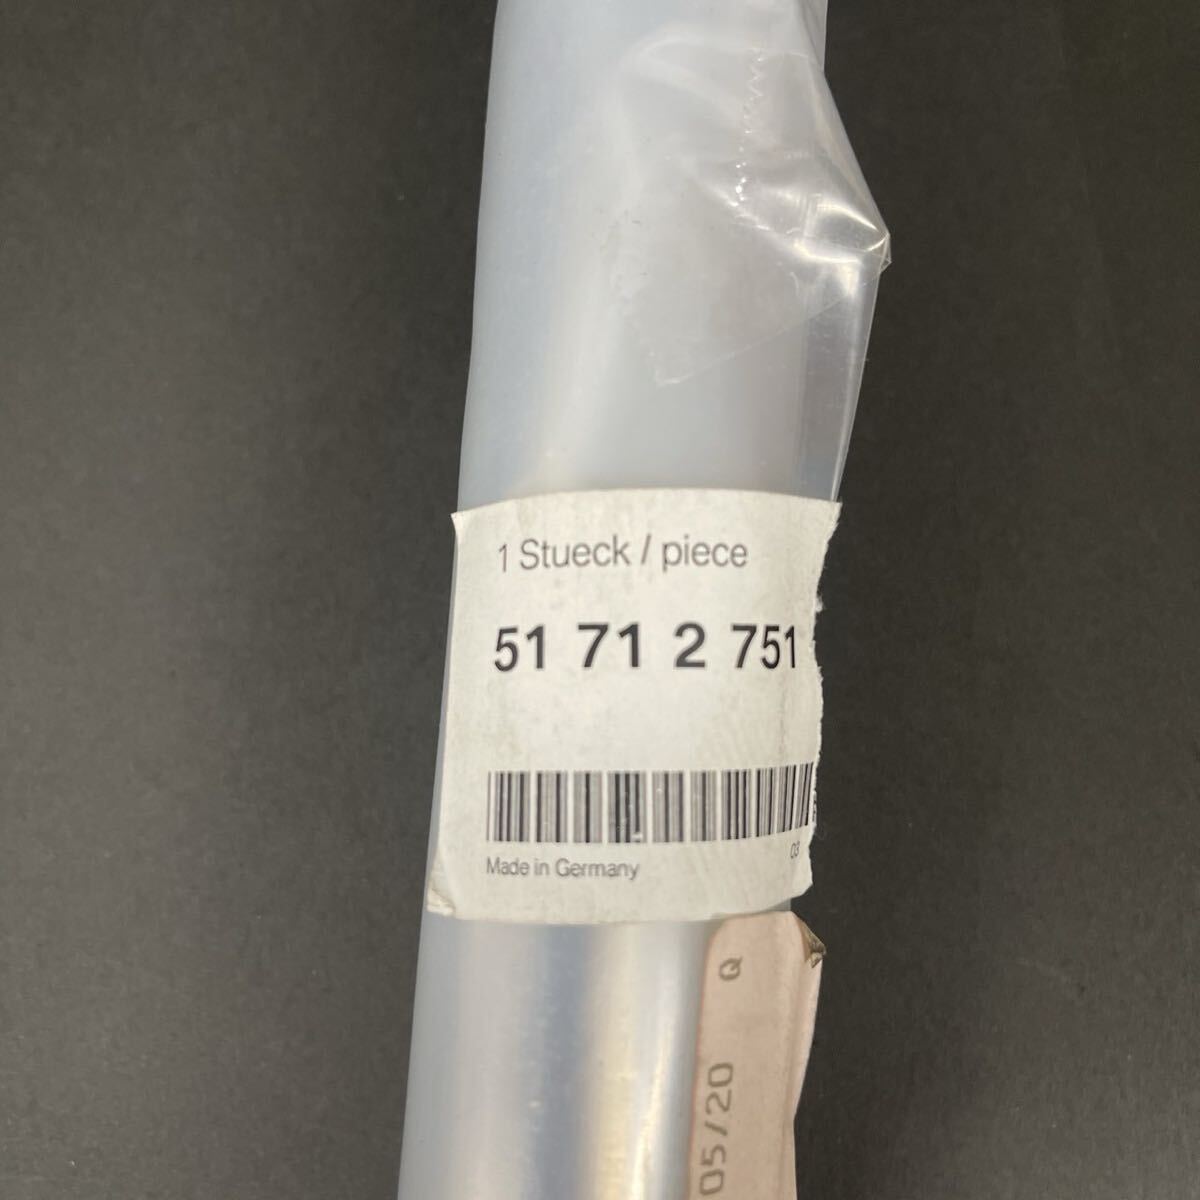 1 Stueck / piece
51 71 2 751
Made in Germany
03
Q
05/20